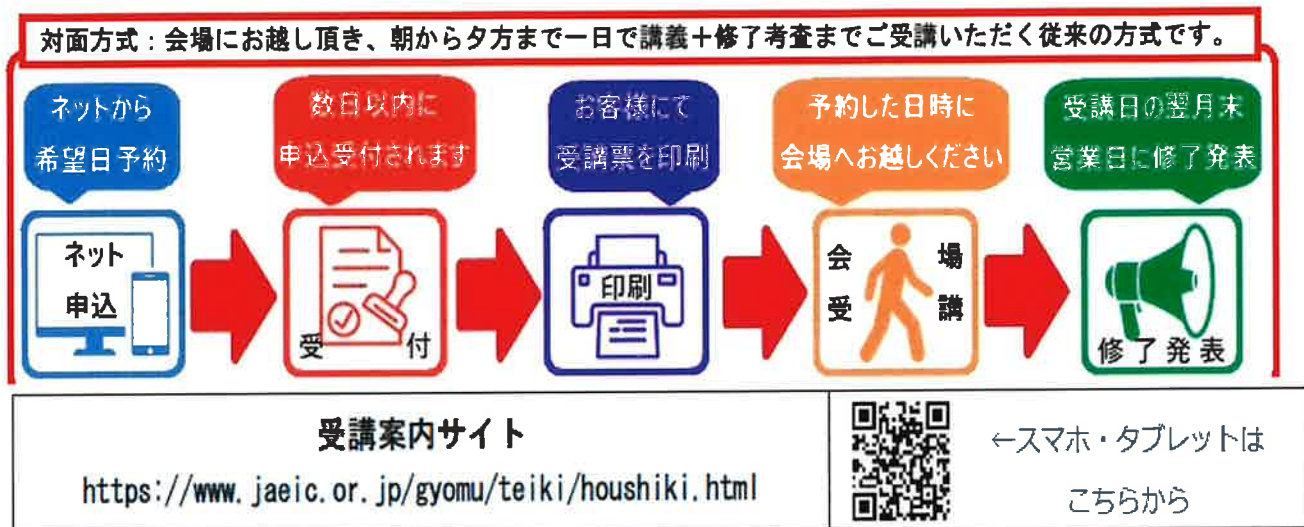 対面方式：会場にお越し頂き、朝から夕方まで一日で講義＋修了考査までご受講いただく従来の方式です。
ネットから
希望日予約
数日以内に
申込受付されます
お客様にて
受講票を印刷
予約した日時に
会場へお越しください
受講日の翌月末
営業日に修了発表
ネット
申込
受付
印刷
会場
受講
修了発表
受講案内サイト
https://www.jaeic.or.jp/gyomu/teiki/houshiki.html
←スマホ・タブレットは
こちらから